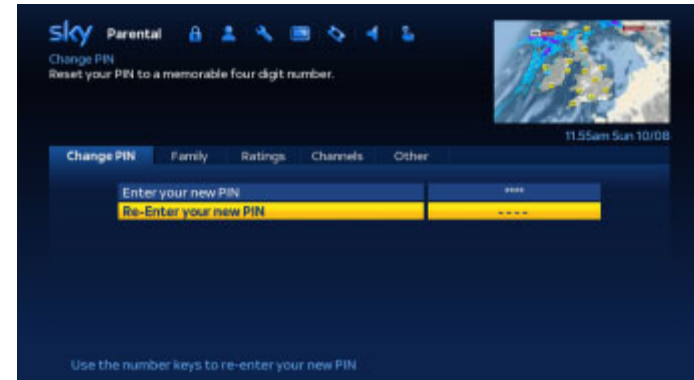 sky Parental
Change PIN
Reset your PIN to a memorable four digit number.
11.55am Sun 10/08
Change PIN Family Ratings Channels Other
Enter your new PIN ****
Re-Enter your new PIN - - - -
Use the number keys to re-enter your new PIN